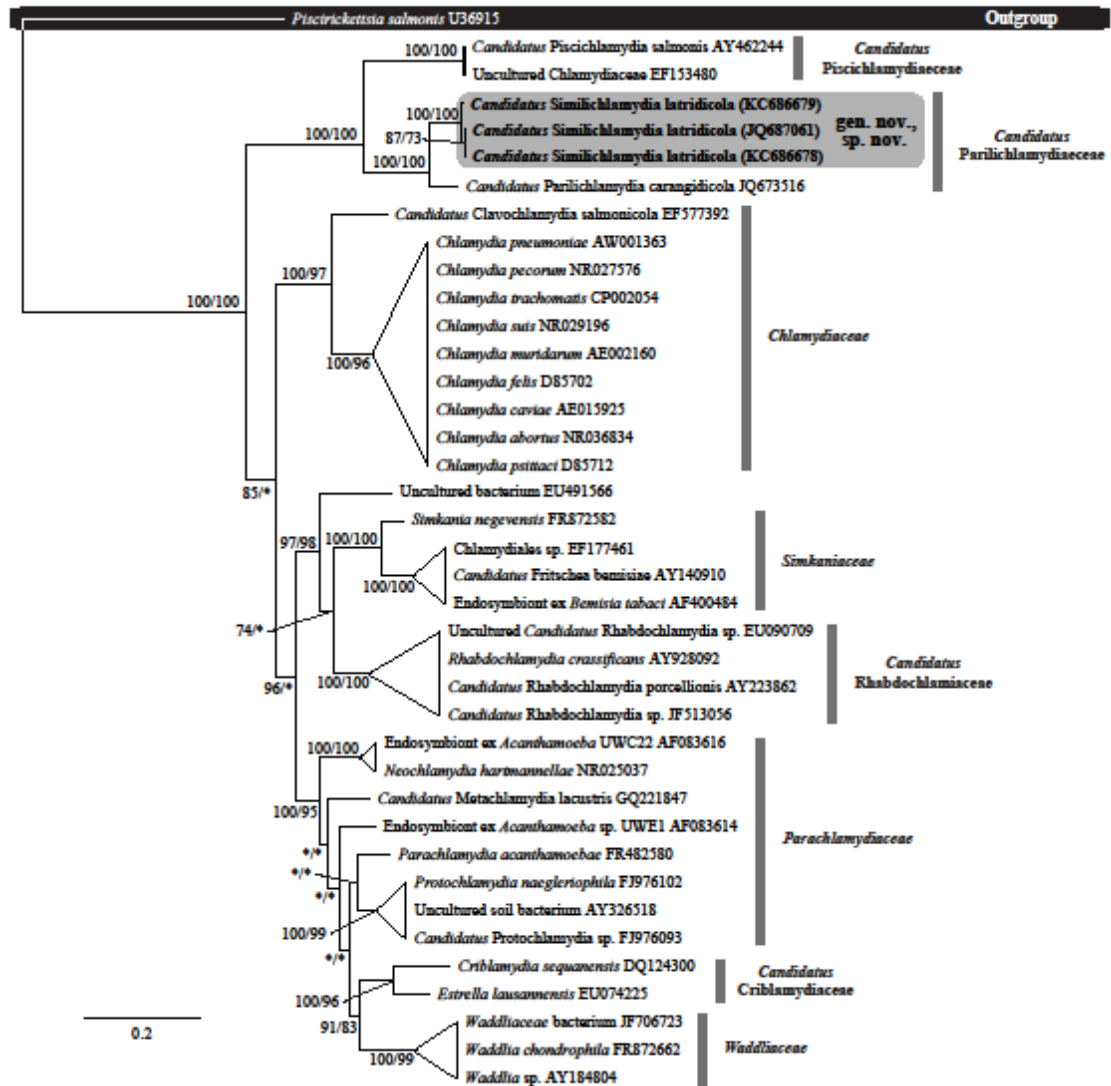 Piscirickettsia salmonis U36915
Outgroup
100/100
Candidatus Piscichlamydia salmonis AY462244
Uncultured Chlamydiaceae EF153480
Candidatus
Piscichlamydiaeceae
100/100
100/100
87/73
100/100
Candidatus Similichlamydia latridicola (KC686679)
Candidatus Similichlamydia latridicola (JQ687061)
Candidatus Similichlamydia latridicola (KC686678)
gen. nov.,
sp. nov.
Candidatus
Parilichlamydiaeceae
Candidatus Parilichlamydia carangidicola JQ673516
Candidatus Clavochlamydia salmonicola EF577392
Chlamydia pneumoniae AW001363
100/97
Chlamydia pecorum NR027576
100/100
Chlamydia trachomatis CP002054
Chlamydia suis NR029196
Chlamydiaceae
Chlamydia muridarum AE002160
100/96
Chlamydia felis D85702
Chlamydia caviae AE015925
Chlamydia abortus NR036834
Chlamydia psittaci D85712
85/*
Uncultured bacterium EU491566
Simkania negevensis FR872582
97/98
100/100
Chlamydiales sp. EF177461
Simkaniaceae
Candidatus Fritschea bemisiae AY140910
100/100
Endosymbiont ex Bemisia tabaci AF400484
74/*
Uncultured Candidatus Rhabdochlamydia sp. EU090709
Rhabdochlamydia crassificans AY928092
Candidatus
Rhabdochlamiaceae
96/*
100/100
Candidatus Rhabdochlamydia porcellionis AY223862
Candidatus Rhabdochlamydia sp. JF513056
100/100
Endosymbiont ex Acanthamoeba UWC22 AF083616
Neochlamydia hartmannellae NR025037
Candidatus Metachlamydia lacustris GQ221847
100/95
Endosymbiont ex Acanthamoeba sp. UWE1 AF083614
Parachlamydiaceae
*/*
Parachlamydia acanthamoebae FR482580
*/*
*/*
Protochlamydia naegleriophila FJ976102
Uncultured soil bacterium AY326518
100/99
Candidatus Protochlamydia sp. FJ976093
*/*
Criblamydia sequanensis DQ124300
Candidatus
Criblamydiaceae
100/96
Estrella lausannensis EU074225
0.2
91/83
Waddliaceae bacterium JF706723
Waddlia chondrophila FR872662
Waddliaceae
100/99
Waddlia sp. AY184804